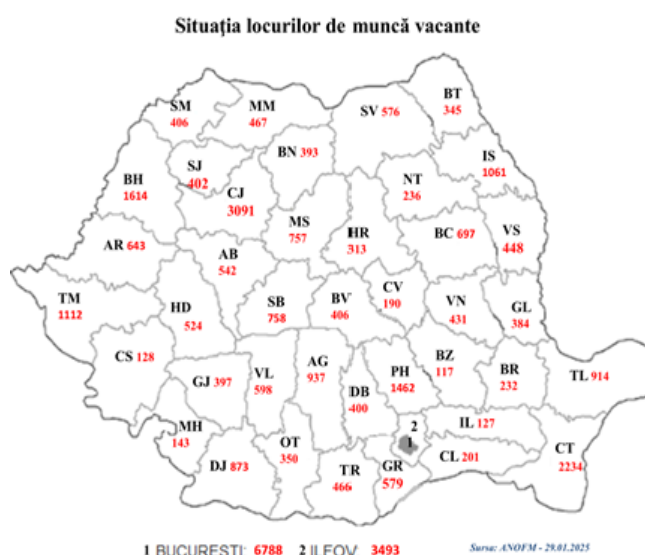 Situaţia locurilor de muncă vacante
SM
406
MM
467
SV 576
BT
345
BN 393
IS
1061
SJ
402
BH
1614
CJ
3091
NT
236
MS
757
HR
313
BC 697
VS
448
AR 643
AB
542
TM
1112
HD
524
SB
758
BV
406
CV
190
VN
431
GL
384
CS 128
GJ 397
VL
598
AG
937
DB
400
PH
1462
BZ
117
BR
232
TL 914
MH
143
DJ 873
OT
350
TR
466
GR
579
2
1
IL 127
CL 201
CT
2234
1 BUCURESTI: 6788 2 ILFOV: 3493
Sursa: ANOFM - 29.01.2025